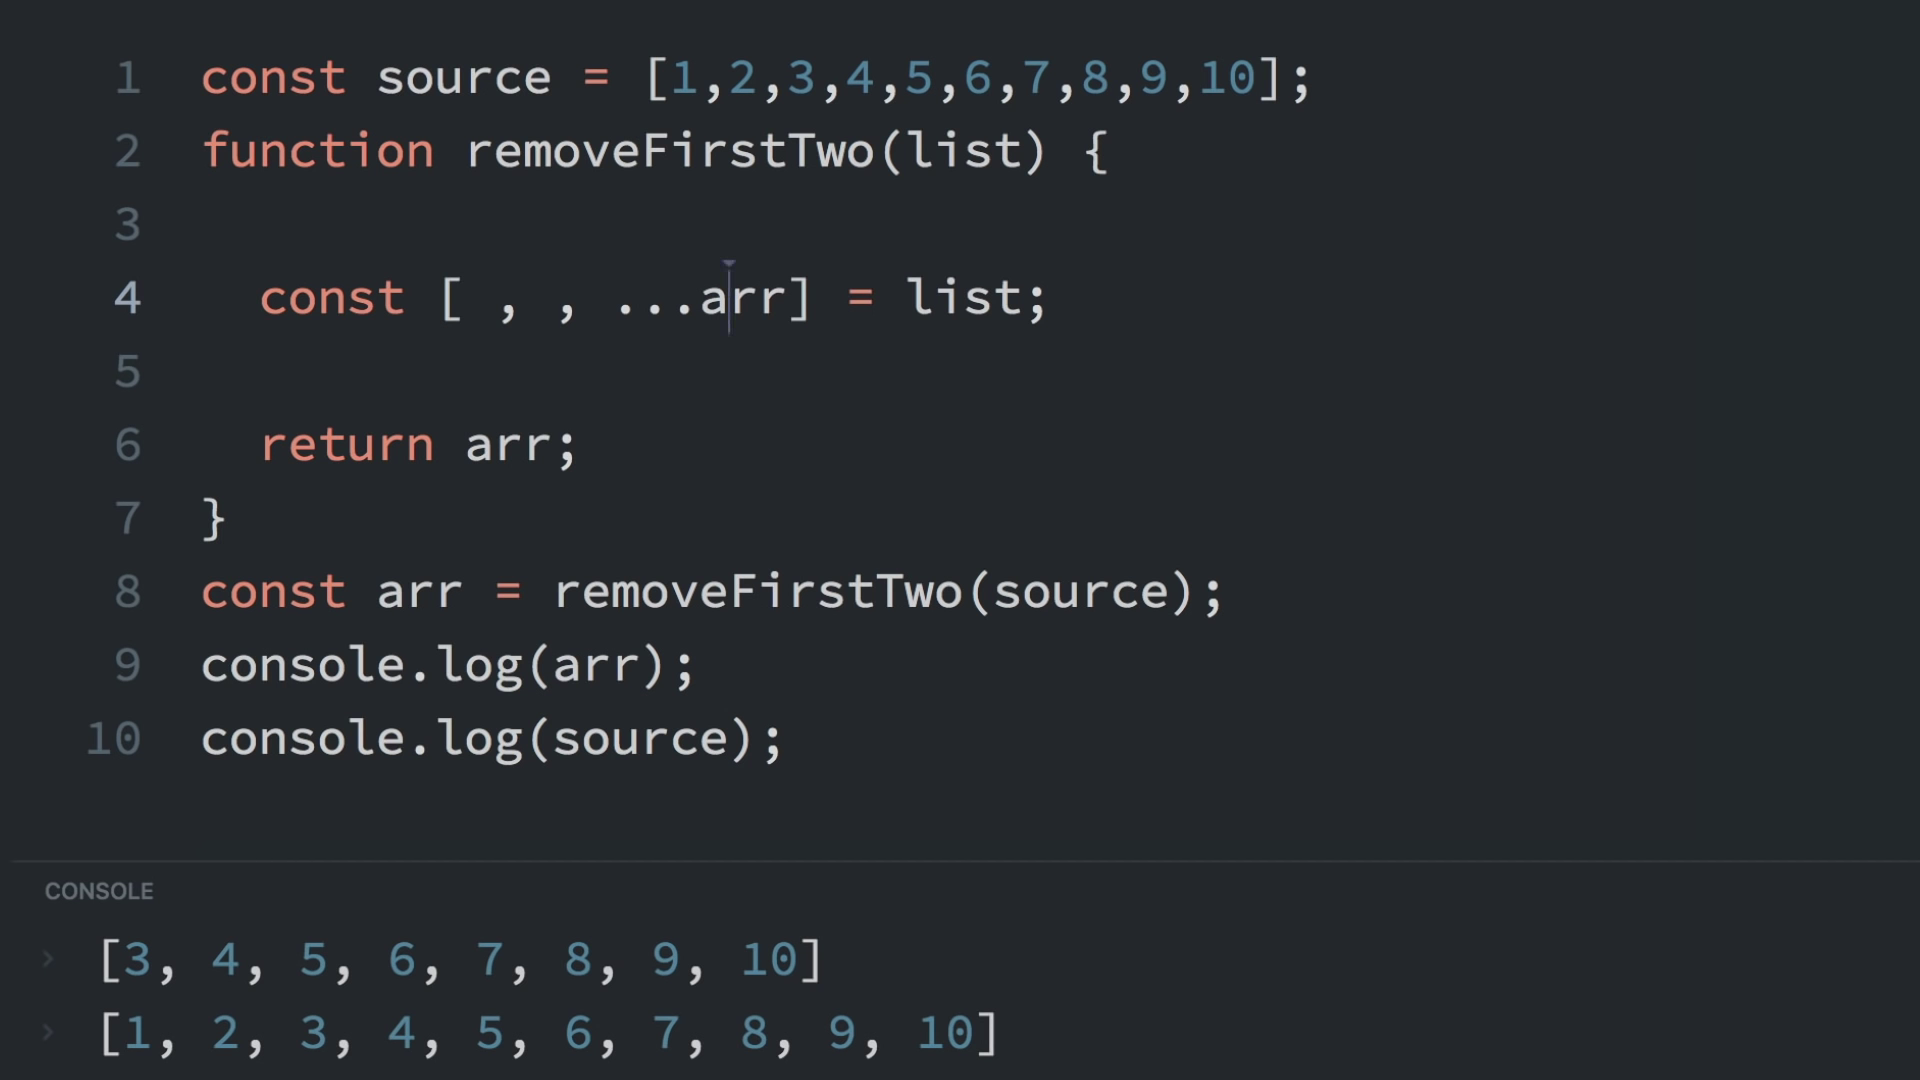 1 const source = [1,2,3,4,5,6,7,8,9,10];
2 function removeFirstTwo(list) {
3
4   const [ , , ...arr] = list;
5
6   return arr;
7 }
8 const arr = removeFirstTwo(source);
9 console.log(arr);
10 console.log(source);
CONSOLE
› [3, 4, 5, 6, 7, 8, 9, 10]
› [1, 2, 3, 4, 5, 6, 7, 8, 9, 10]